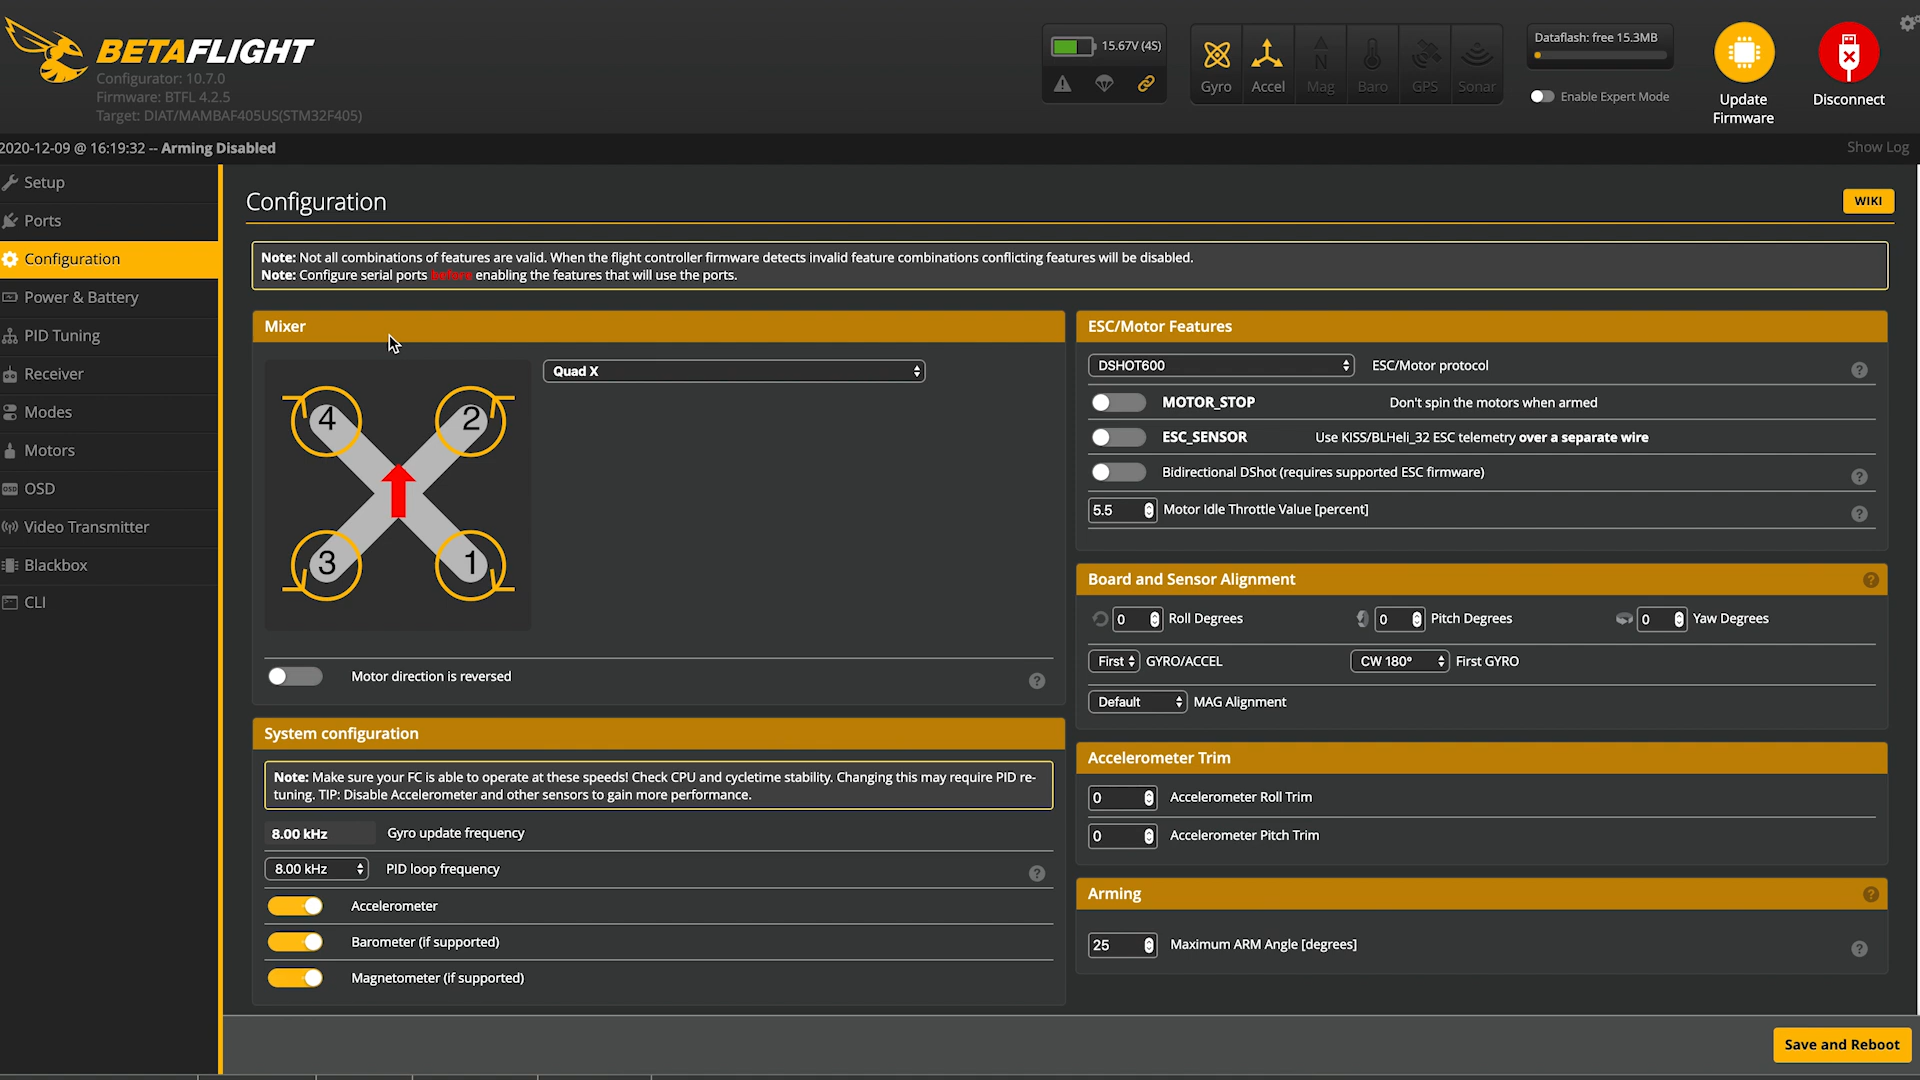 BETAFLIGHT
Configurator: 10.7.0
Firmware: BTFL 4.2.5
Target: DIAT/MAMBAF405US(STM32F405)
15.67V (4S)
Gyro
Accel
Mag
Baro
GPS
Sonar
Dataflash: free 15.3MB
Enable Expert Mode
Update
Firmware
Disconnect
2020-12-09 @ 16:19:32 -- Arming Disabled
Show Log
Setup
Ports
Configuration
Power & Battery
PID Tuning
Receiver
Modes
Motors
OSD
Video Transmitter
Blackbox
CLI
Configuration
WIKI
Note: Not all combinations of features are valid. When the flight controller firmware detects invalid feature combinations conflicting features will be disabled.
Note: Configure serial ports before enabling the features that will use the ports.
Mixer
Quad X
4
2
3
1
Motor direction is reversed
?
System configuration
Note: Make sure your FC is able to operate at these speeds! Check CPU and cycletime stability. Changing this may require PID re-
tuning. TIP: Disable Accelerometer and other sensors to gain more performance.
8.00 kHz Gyro update frequency
8.00 kHz PID loop frequency
?
Accelerometer
Barometer (if supported)
Magnetometer (if supported)
ESC/Motor Features
DSHOT600 ESC/Motor protocol
?
MOTOR_STOP Don't spin the motors when armed
ESC_SENSOR Use KISS/BLHeli_32 ESC telemetry over a separate wire
Bidirectional DShot (requires supported ESC firmware)
?
5.5 Motor Idle Throttle Value [percent]
?
Board and Sensor Alignment
?
0 Roll Degrees
0 Pitch Degrees
0 Yaw Degrees
First GYRO/ACCEL
CW 180° First GYRO
Default MAG Alignment
Accelerometer Trim
0 Accelerometer Roll Trim
0 Accelerometer Pitch Trim
Arming
?
25 Maximum ARM Angle [degrees]
?
Save and Reboot